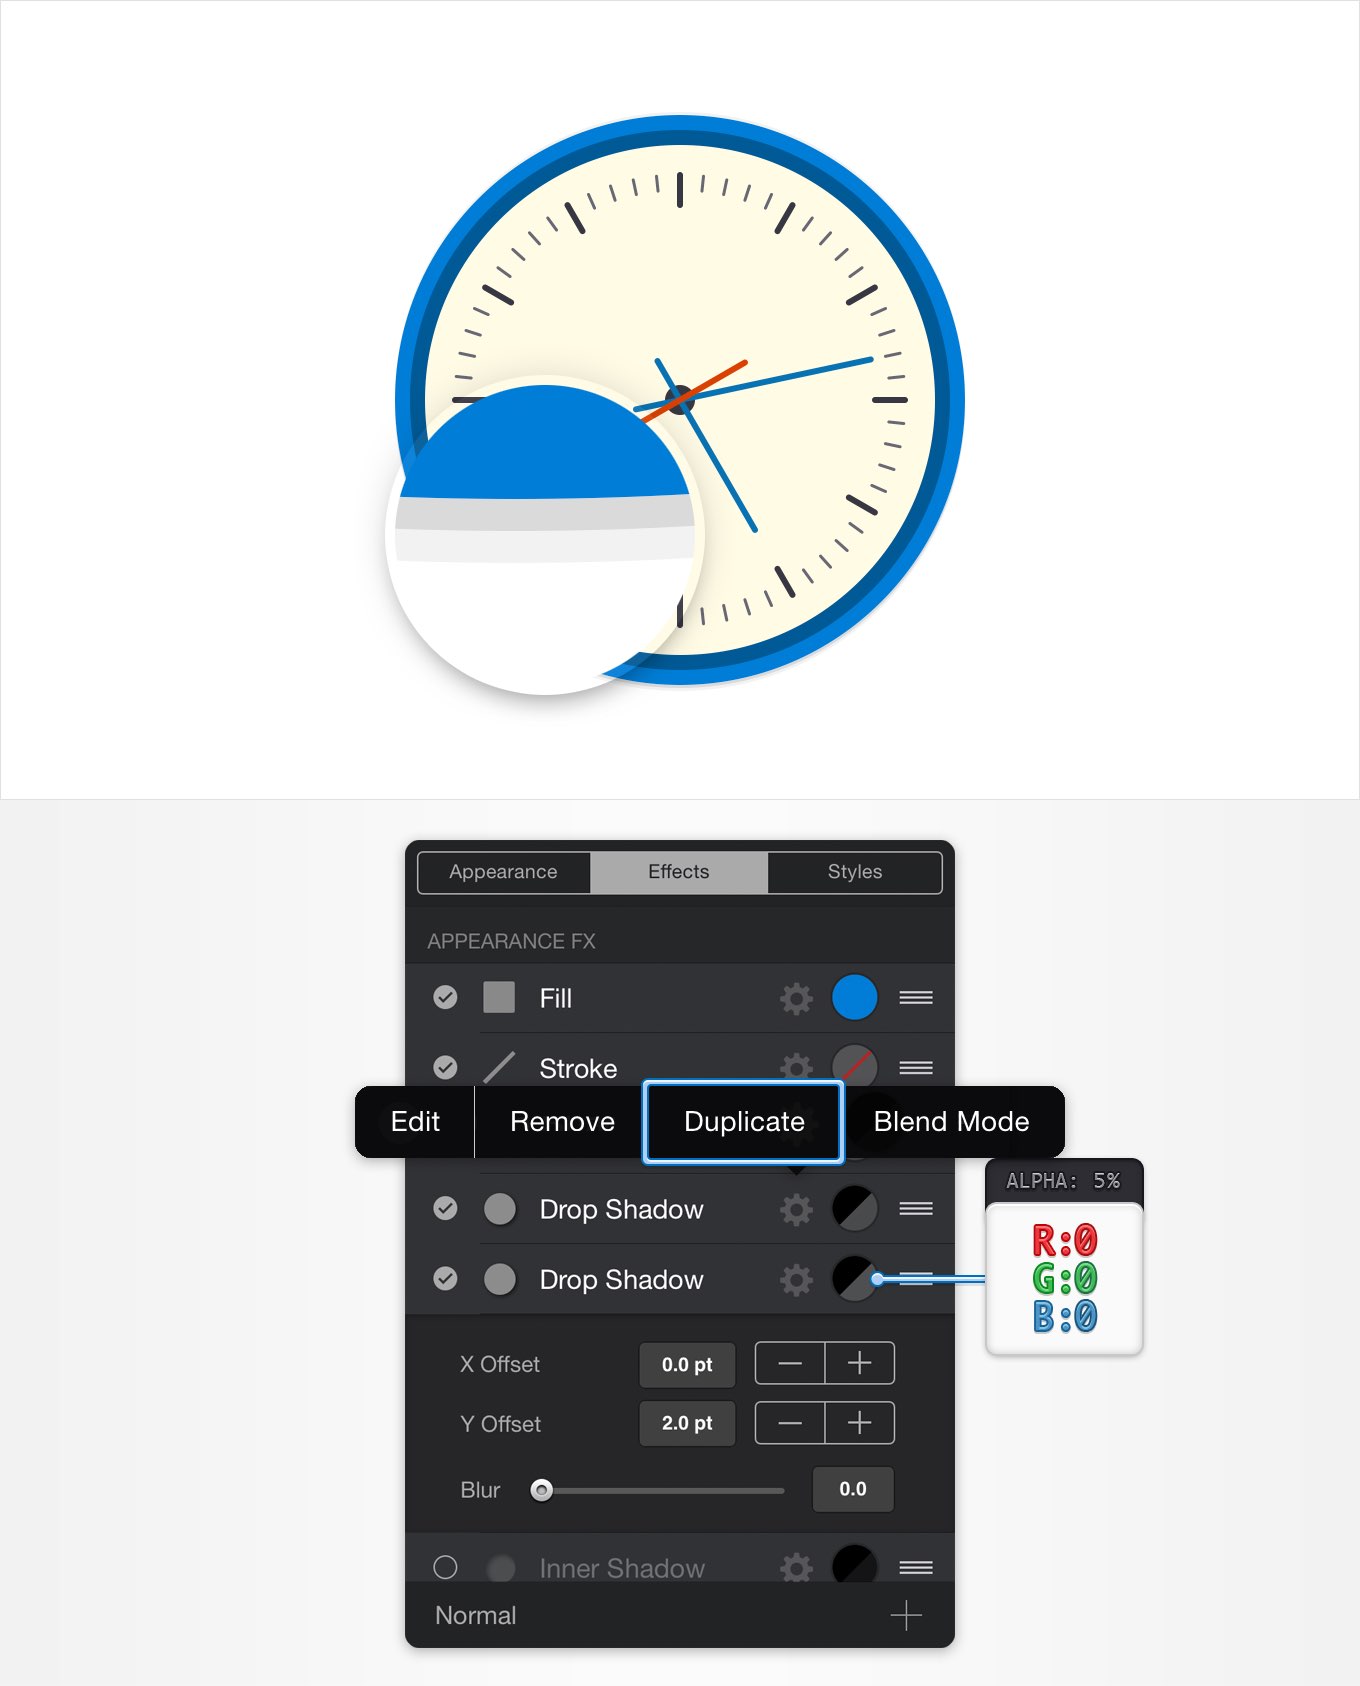 Appearance Effects Styles
APPEARANCE FX
Fill
Stroke
Edit Remove Duplicate Blend Mode
ALPHA: 5%
Drop Shadow
R:0
Drop Shadow
G:0
B:0
X Offset 0.0 pt
Y Offset 2.0 pt
Blur 0.0
Inner Shadow
Normal